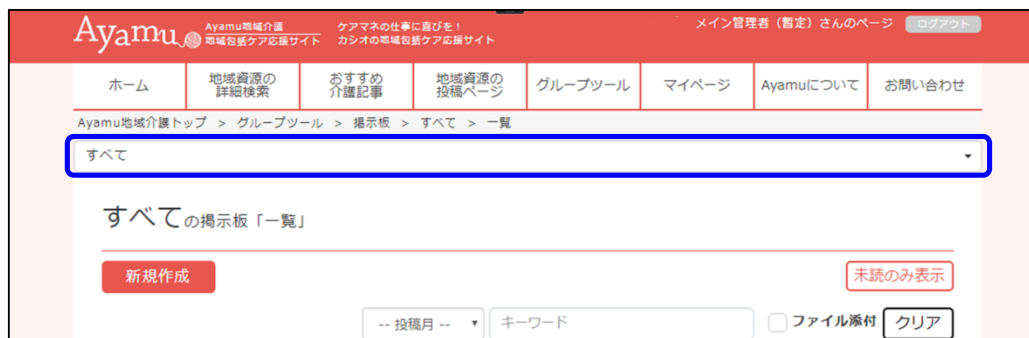 Ayamu Ayamu地域介護 ケアマネの仕事に喜びを！ メイン管理者（暫定）さんのページ ログアウト
地域包括ケア応援サイト カシオの地域包括ケア応援サイト
ホーム 地域資源の詳細検索 おすすめ介護記事 地域資源の投稿ページ グループツール マイページ Ayamuについて お問い合わせ
Ayamu地域介護トップ > グループツール > 掲示板 > すべて > 一覧
すべて
すべての掲示板「一覧」
新規作成 未読のみ表示
-- 投稿月 -- キーワード ファイル添付 クリア